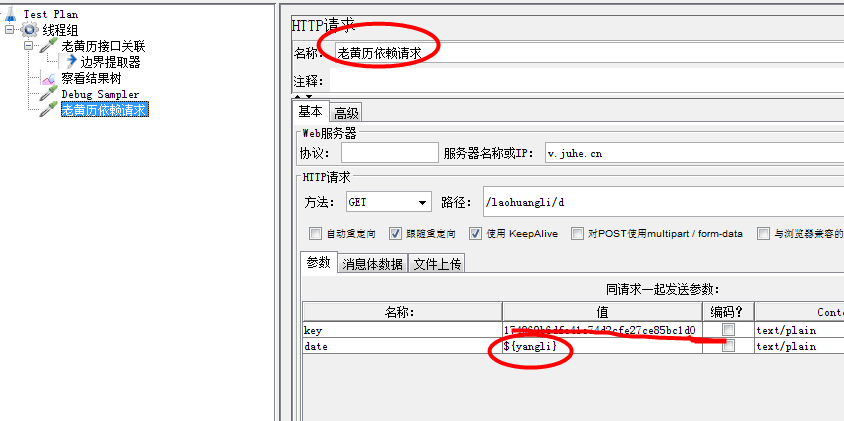 Test Plan
线程组
老黄历接口关联
边界提取器
察看结果树
Debug Sampler
老黄历依赖请求
HTTP请求
名称： 老黄历依赖请求
注释：
基本 高级
Web服务器
协议： 服务器名称或IP： v.juhe.cn
HTTP请求
方法： GET 路径： /laohuangli/d
自动重定向 跟随重定向 使用 KeepAlive 对POST使用multipart / form-data 与浏览器兼容的
参数 消息体数据 文件上传
同请求一起发送参数：
名称： 值 编码？ Conte
key text/plain
date ${yangli} text/plain